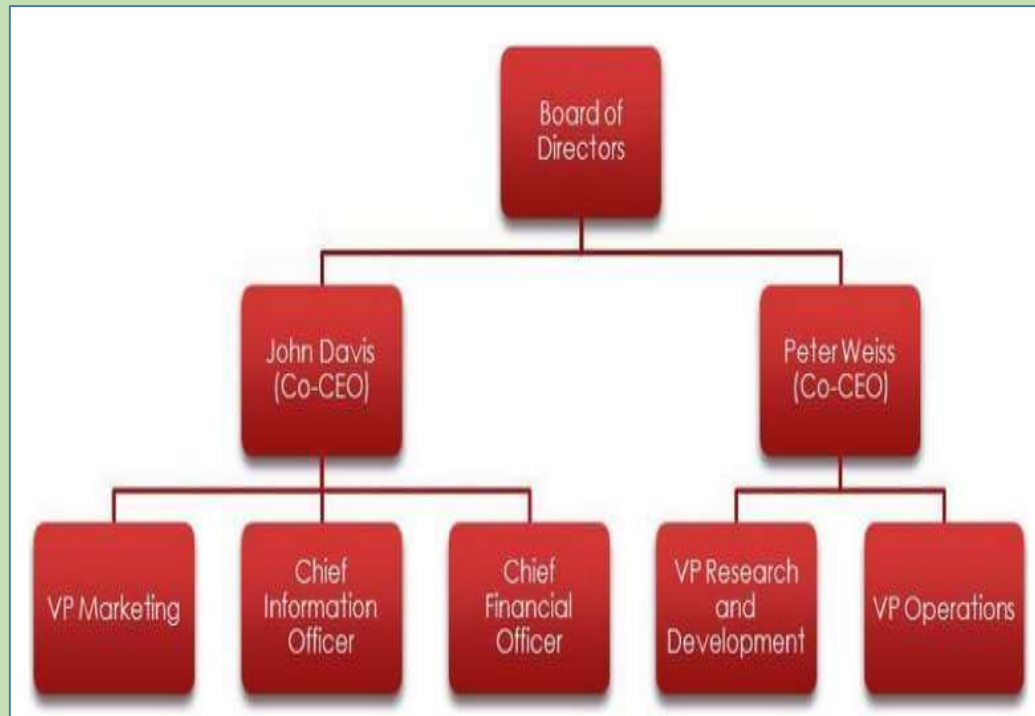 Board of
Directors
John Davis
(Co-CEO)
Peter Weiss
(Co-CEO)
VP Marketing
Chief
Information
Officer
Chief
Financial
Officer
VP Research
and
Development
VP Operations